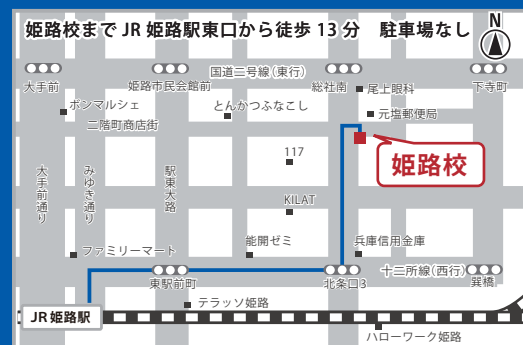 姫路校まで JR 姫路駅東口から徒歩 13 分　駐車場なし
N
国道二号線（東行）
大手前
姫路市民会館前
総社南
尾上眼科
下寺町
ボンマルシェ
とんかつふなこし
元塩郵便局
二階町商店街
117
姫路校
大手前通り
みゆき通り
駅東大路
KILAT
ファミリーマート
能開ゼミ
兵庫信用金庫
十二所線（西行）
東駅前町
北条口3
巽橋
テラッソ姫路
JR 姫路駅
ハローワーク姫路